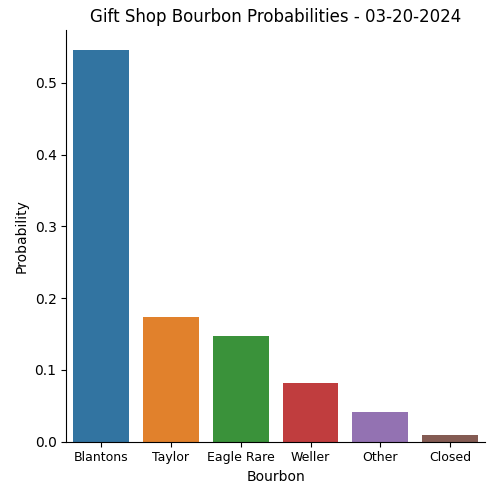 Gift Shop Bourbon Probabilities - 03-20-2024
0.5
0.4
0.3
0.2
0.1
0.0
Probability
Blantons Taylor Eagle Rare Weller Other Closed
Bourbon